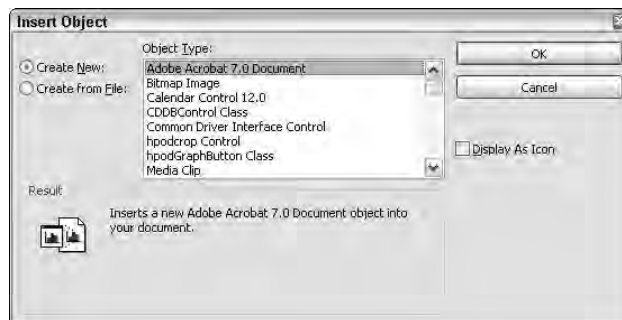 Insert Object
Object Type:
Create New:
Create from File:
Adobe Acrobat 7.0 Document
Bitmap Image
Calendar Control 12.0
CDDBControl Class
Common Driver Interface Control
hpodcrop Control
hpodGraphButton Class
Media Clip
OK
Cancel
Display As Icon
Result
Inserts a new Adobe Acrobat 7.0 Document object into
your document.